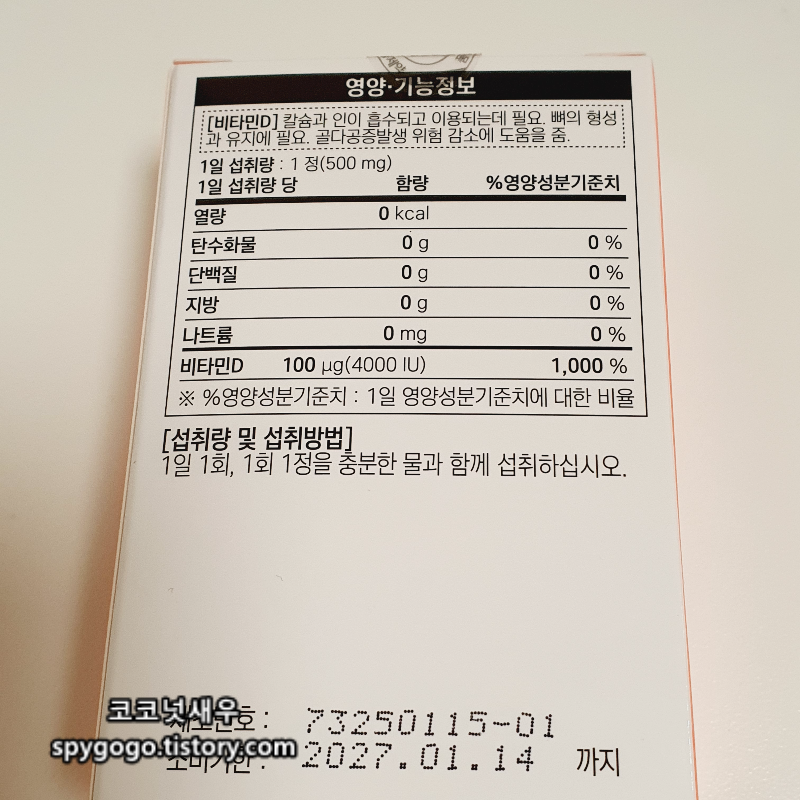 영양·기능정보
[비타민D] 칼슘과 인이 흡수되고 이용되는데 필요. 뼈의 형성
과 유지에 필요. 골다공증발생 위험 감소에 도움을 줌.
1일 섭취량 : 1 정(500 mg)
1일 섭취량 당 함량 %영양성분기준치
열량 0 kcal
탄수화물 0 g 0 %
단백질 0 g 0 %
지방 0 g 0 %
나트륨 0 mg 0 %
비타민D 100 µg(4000 IU) 1,000 %
※ %영양성분기준치 : 1일 영양성분기준치에 대한 비율
[섭취량 및 섭취방법]
1일 1회, 1회 1정을 충분한 물과 함께 섭취하십시오.
코코넛새우
제조번호 : 73250115-01
spygogo.tistory.com
소비기한 : 2027.01.14 까지